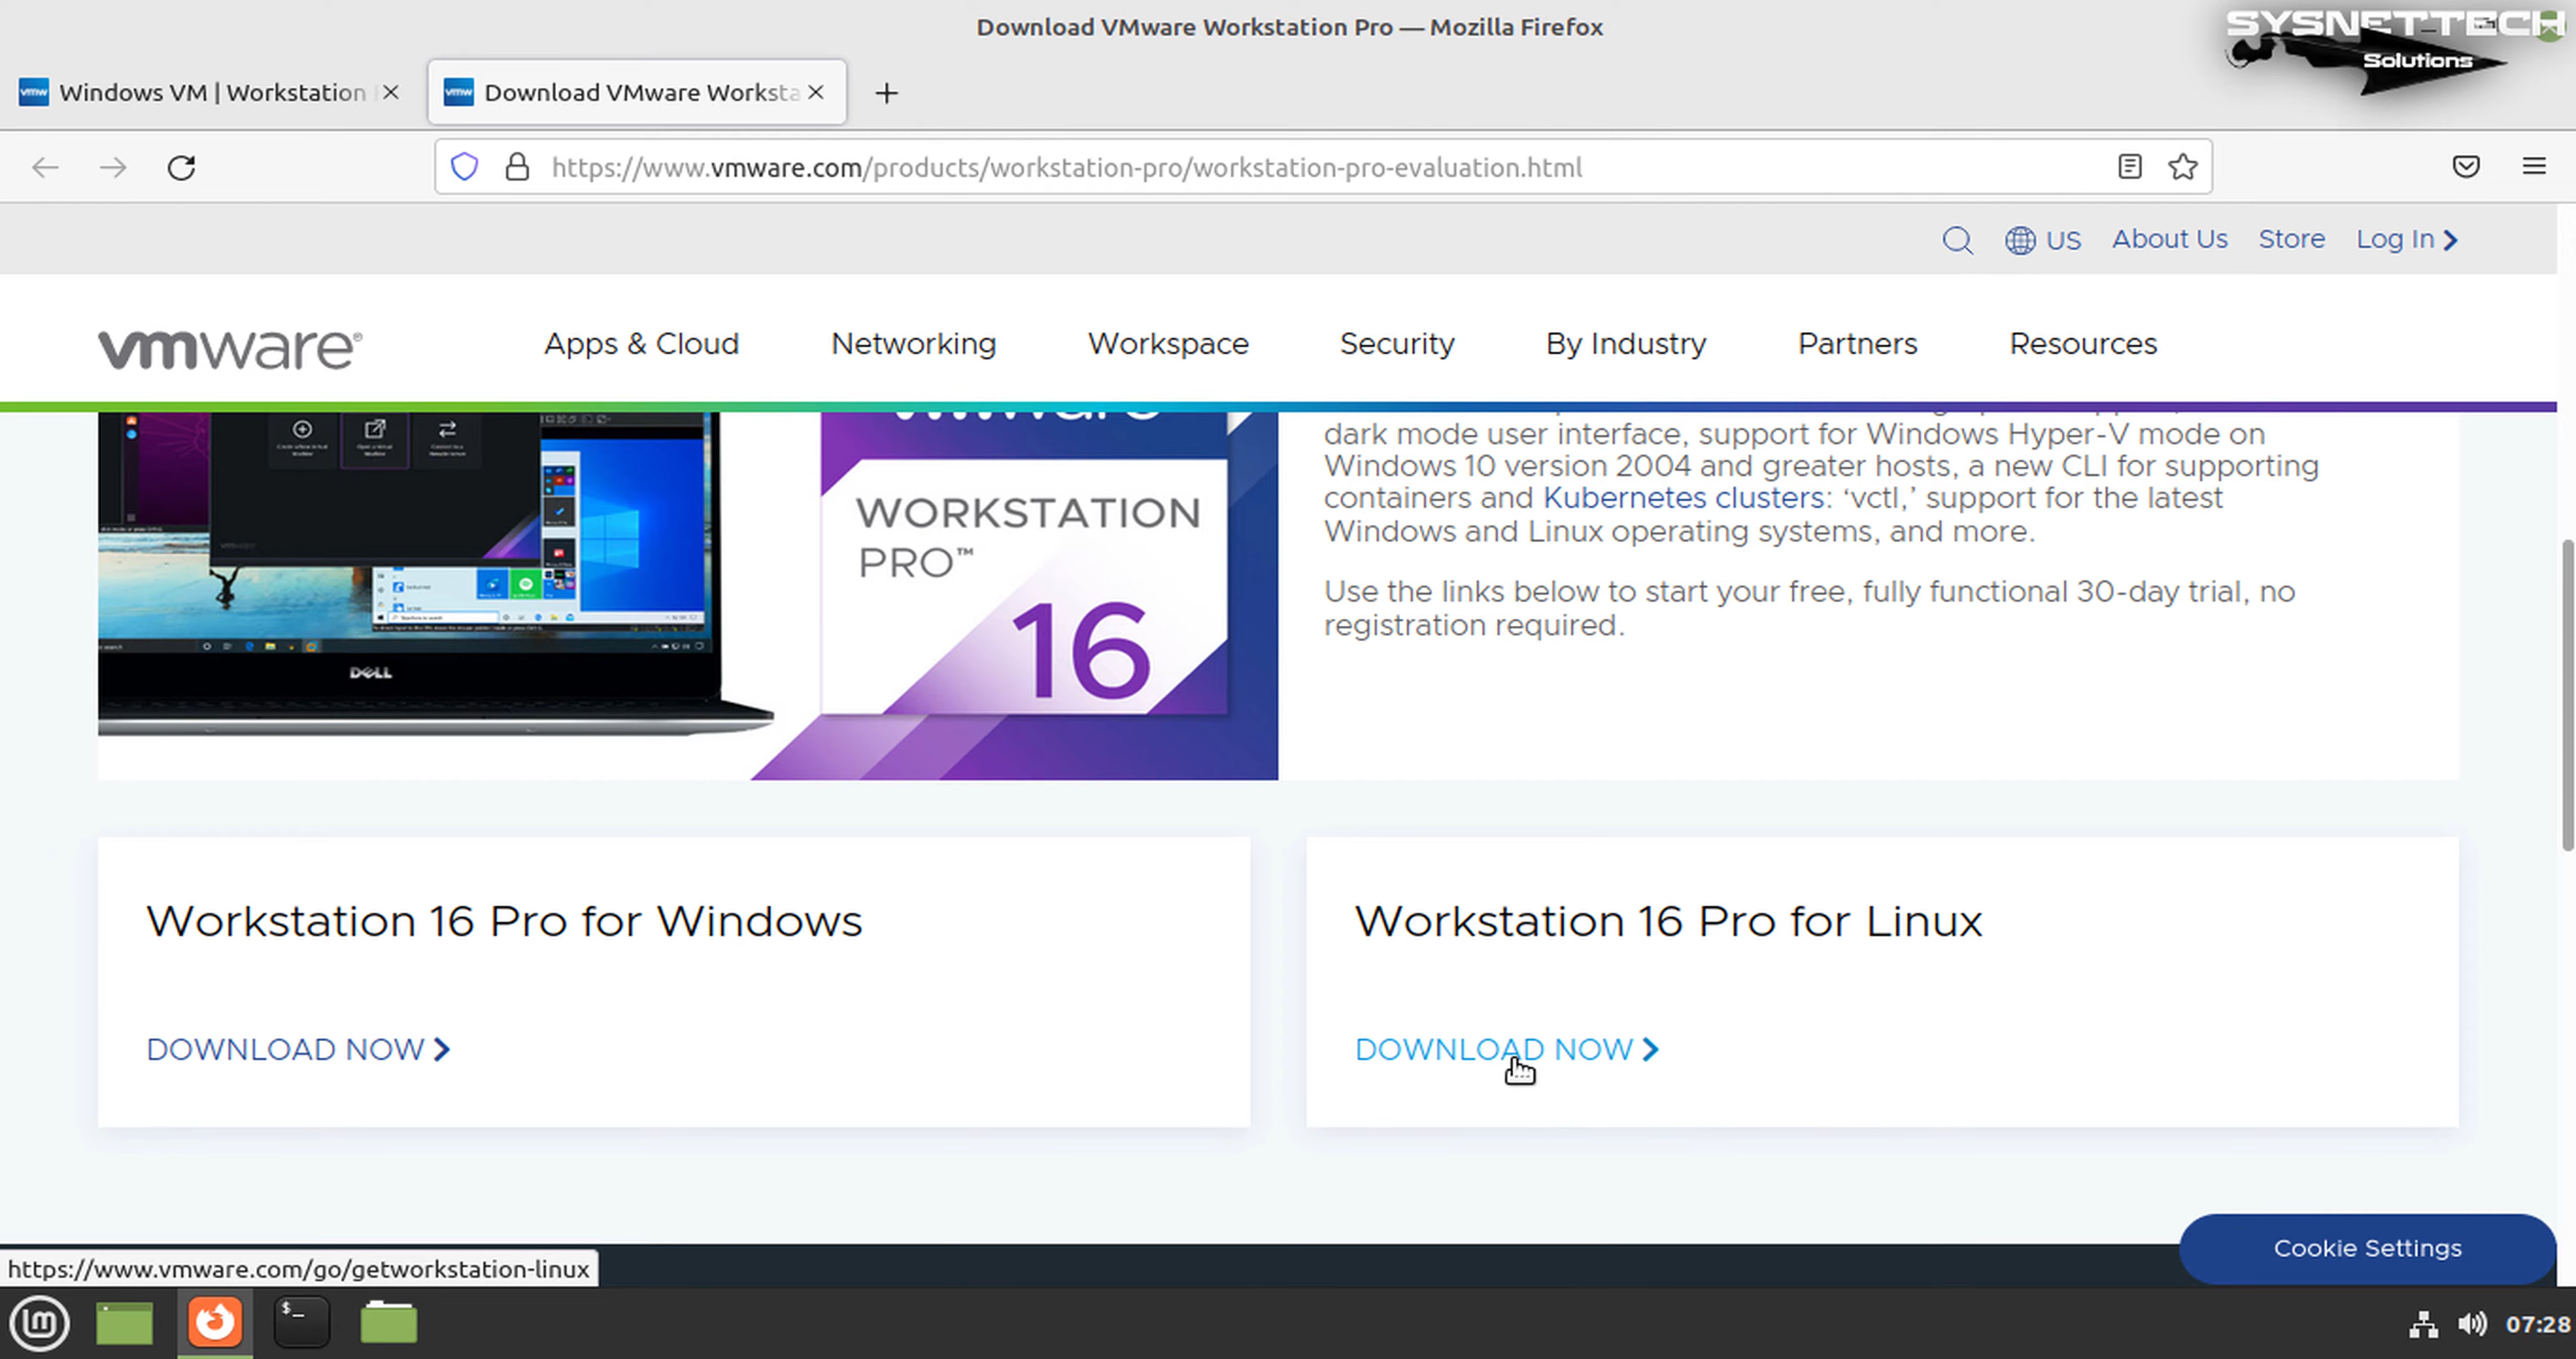 Download VMware Workstation Pro — Mozilla Firefox
SYSNETTECH
Solutions
vmw Windows VM | Workstation
vmw Download VMware Worksta
https://www.vmware.com/products/workstation-pro/workstation-pro-evaluation.html
US About Us Store Log In
vmware®
Apps & Cloud Networking Workspace Security By Industry Partners Resources
dark mode user interface, support for Windows Hyper-V mode on
Windows 10 version 2004 and greater hosts, a new CLI for supporting
containers and Kubernetes clusters: ‘vctl,’ support for the latest
Windows and Linux operating systems, and more.
Use the links below to start your free, fully functional 30-day trial, no
registration required.
WORKSTATION
PRO™
16
DELL
Workstation 16 Pro for Windows
DOWNLOAD NOW
Workstation 16 Pro for Linux
DOWNLOAD NOW
Cookie Settings
https://www.vmware.com/go/getworkstation-linux
$_
07:28